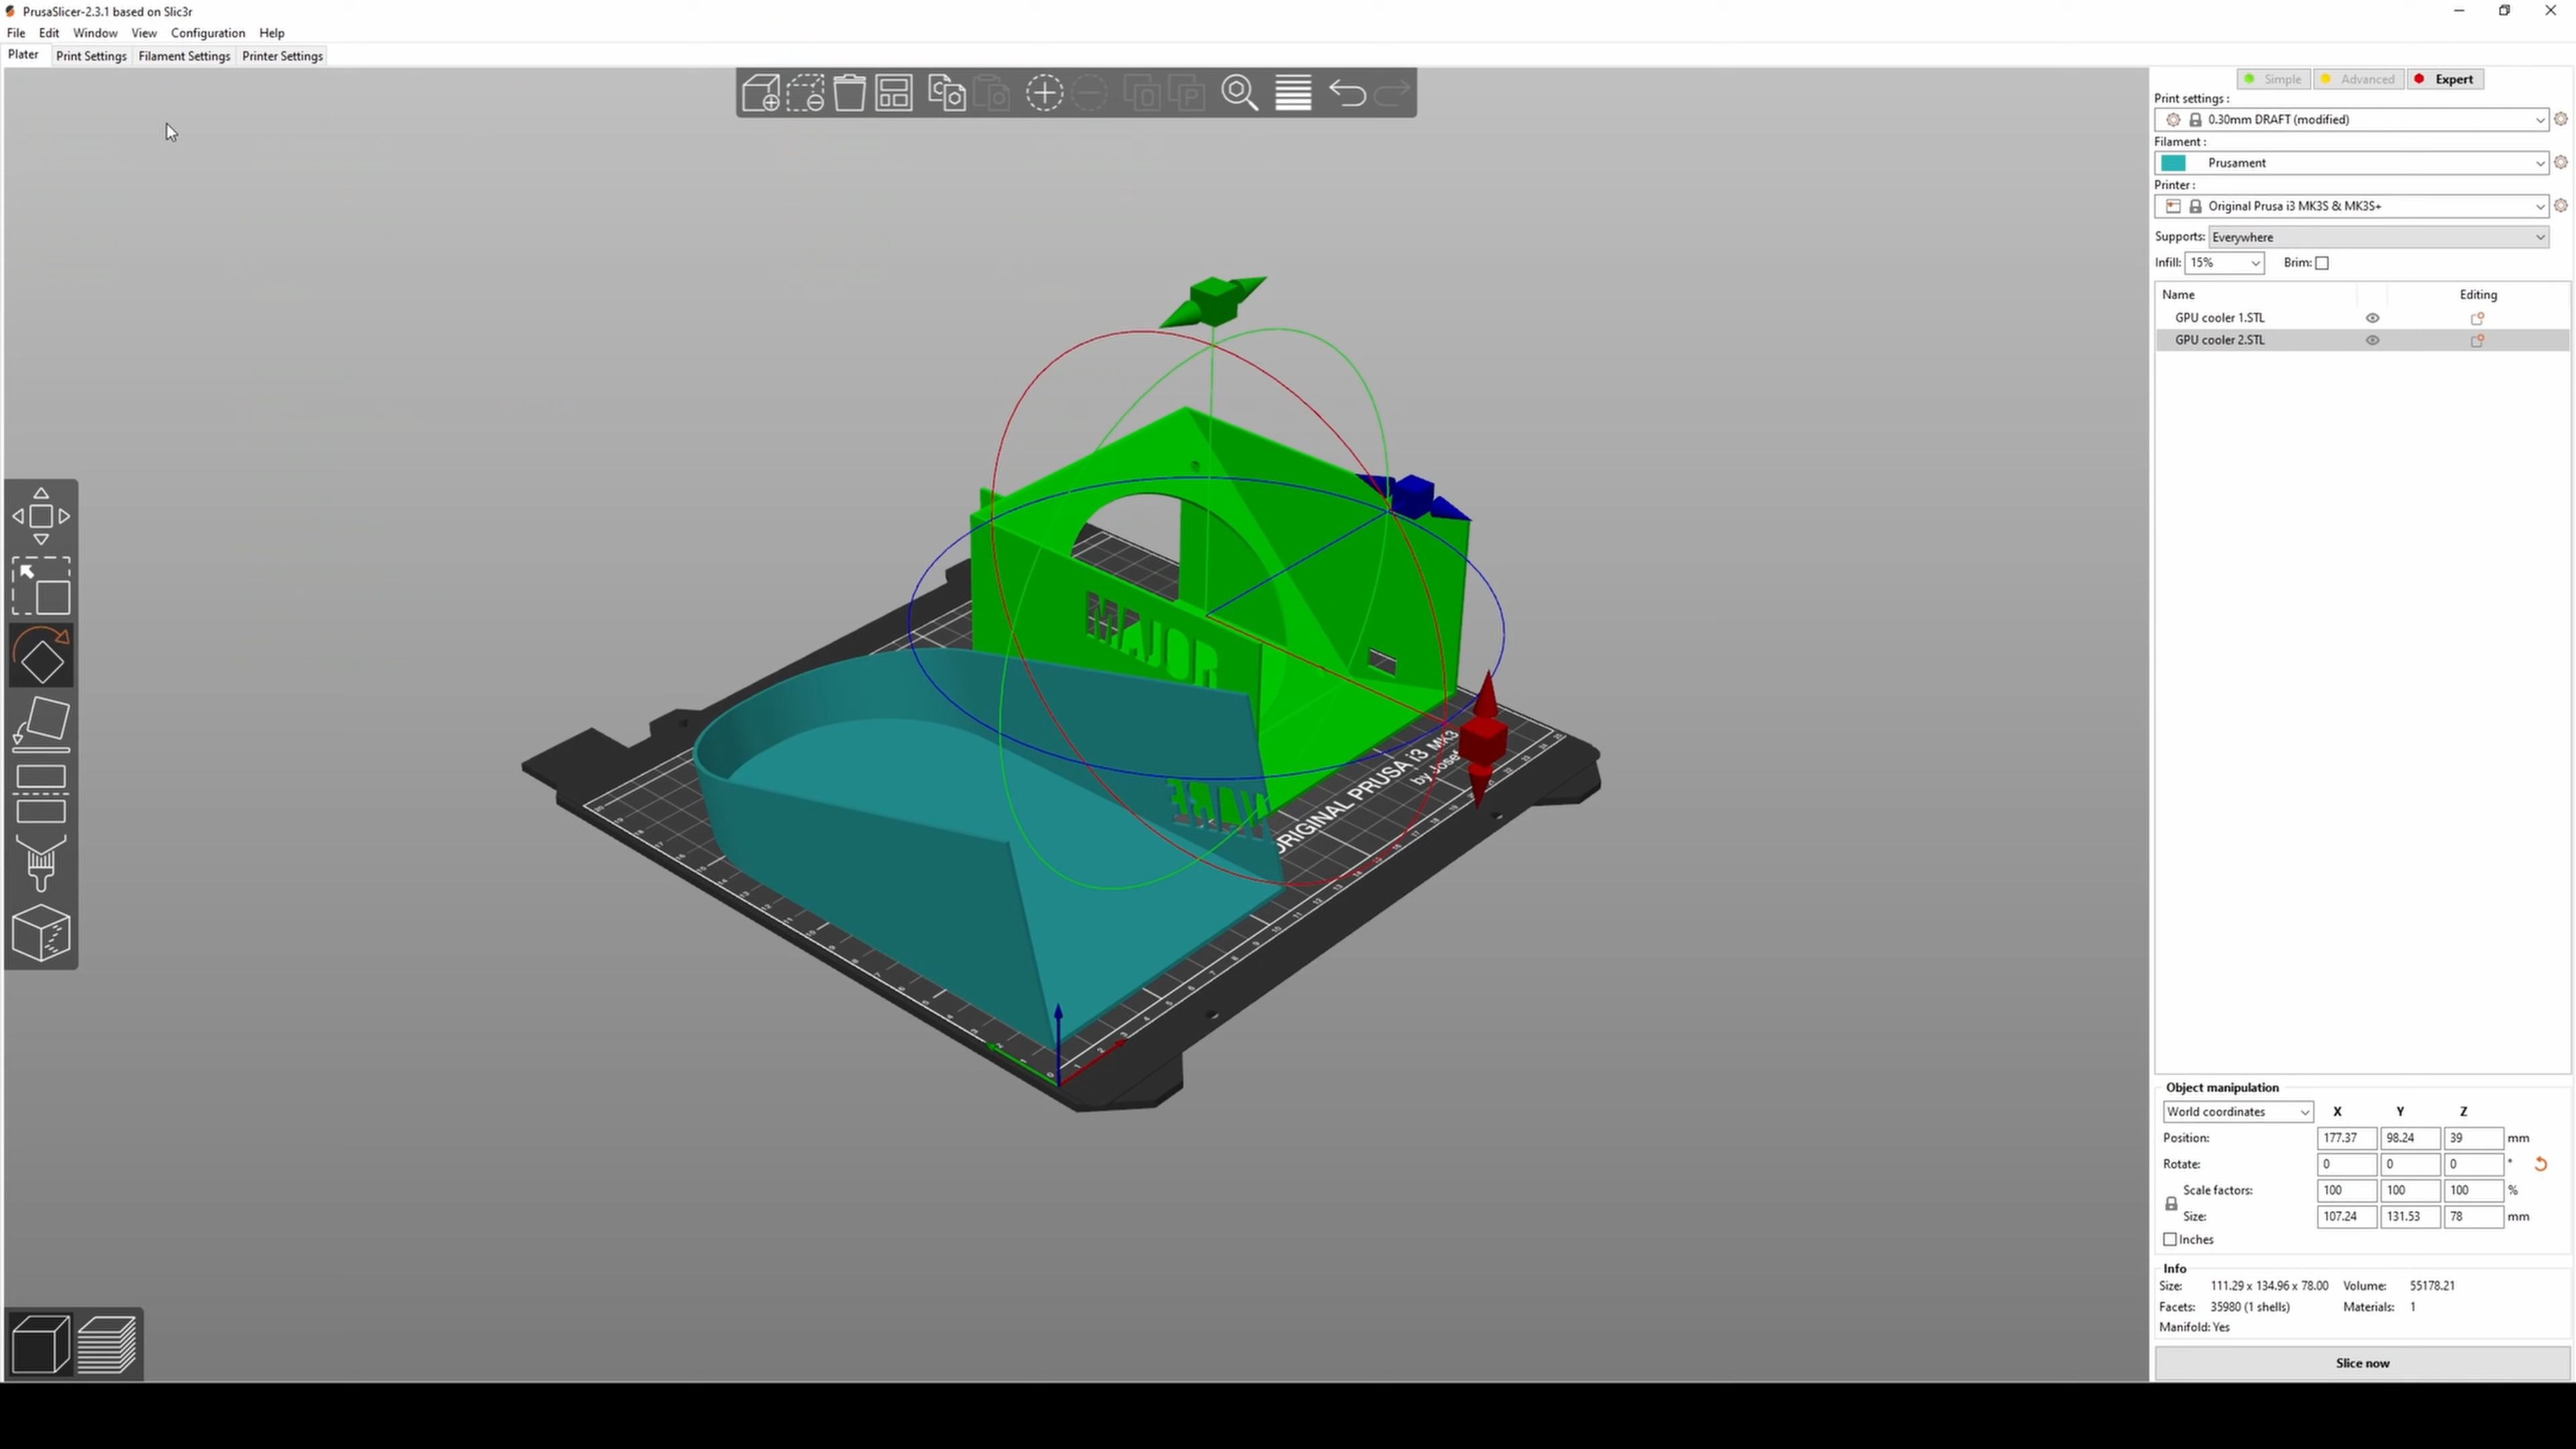 PrusaSlicer-2.3.1 based on Slic3r
File Edit Window View Configuration Help
Plater Print Settings Filament Settings Printer Settings
Simple Advanced Expert
Print settings :
0.30mm DRAFT (modified)
Filament :
Prusament
Printer :
Original Prusa i3 MK3S & MK3S+
Supports: Everywhere
Infill: 15% Brim:
Name Editing
GPU cooler 1.STL
GPU cooler 2.STL
MAJOR
ORIGINAL PRUSA i3 MK3
by Josef
Object manipulation
World coordinates X Y Z
Position: 177.37 98.24 39 mm
Rotate: 0 0 0 °
Scale factors: 100 100 100 %
Size: 107.24 131.53 78 mm
Inches
Info
Size: 111.29 x 134.96 x 78.00 Volume: 55178.21
Facets: 35980 (1 shells) Materials: 1
Manifold: Yes
Slice now